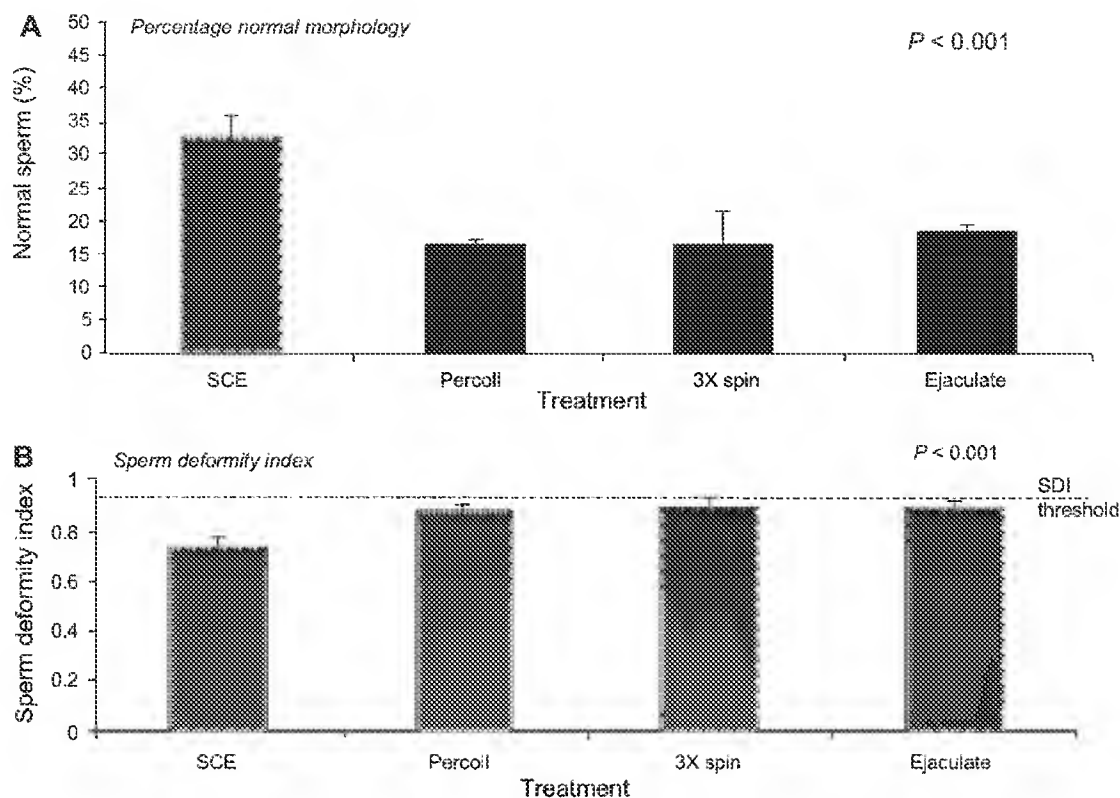 A
Percentage normal morphology
P < 0.001
Normal sperm (%)
50
45
40
35
30
25
20
15
10
5
0
SCE
Percoll
3X spin
Ejaculate
Treatment
B
Sperm deformity index
P < 0.001
SDI
threshold
Sperm deformity index
1
0.8
0.6
0.4
0.2
0
SCE
Percoll
3X spin
Ejaculate
Treatment